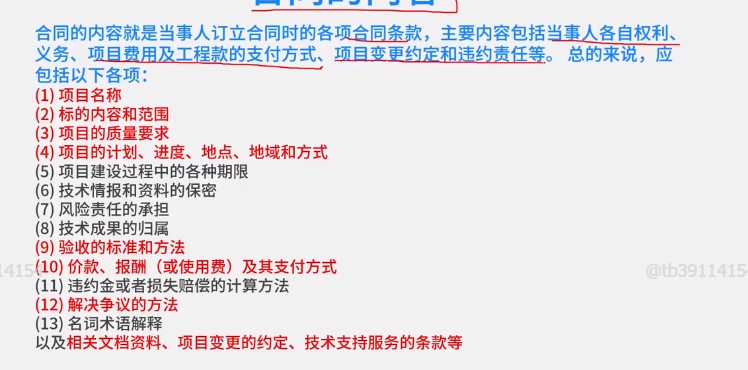 合同的内容
合同的内容就是当事人订立合同时的各项合同条款，主要内容包括当事人各自权利、
义务、项目费用及工程款的支付方式、项目变更约定和违约责任等。 总的来说，应
包括以下各项：
(1) 项目名称
(2) 标的内容和范围
(3) 项目的质量要求
(4) 项目的计划、进度、地点、地域和方式
(5) 项目建设过程中的各种期限
(6) 技术情报和资料的保密
(7) 风险责任的承担
(8) 技术成果的归属
(9) 验收的标准和方法
(10) 价款、报酬（或使用费）及其支付方式
(11) 违约金或者损失赔偿的计算方法
(12) 解决争议的方法
(13) 名词术语解释
以及相关文档资料、项目变更的约定、技术支持服务的条款等
14154
@tb3911415